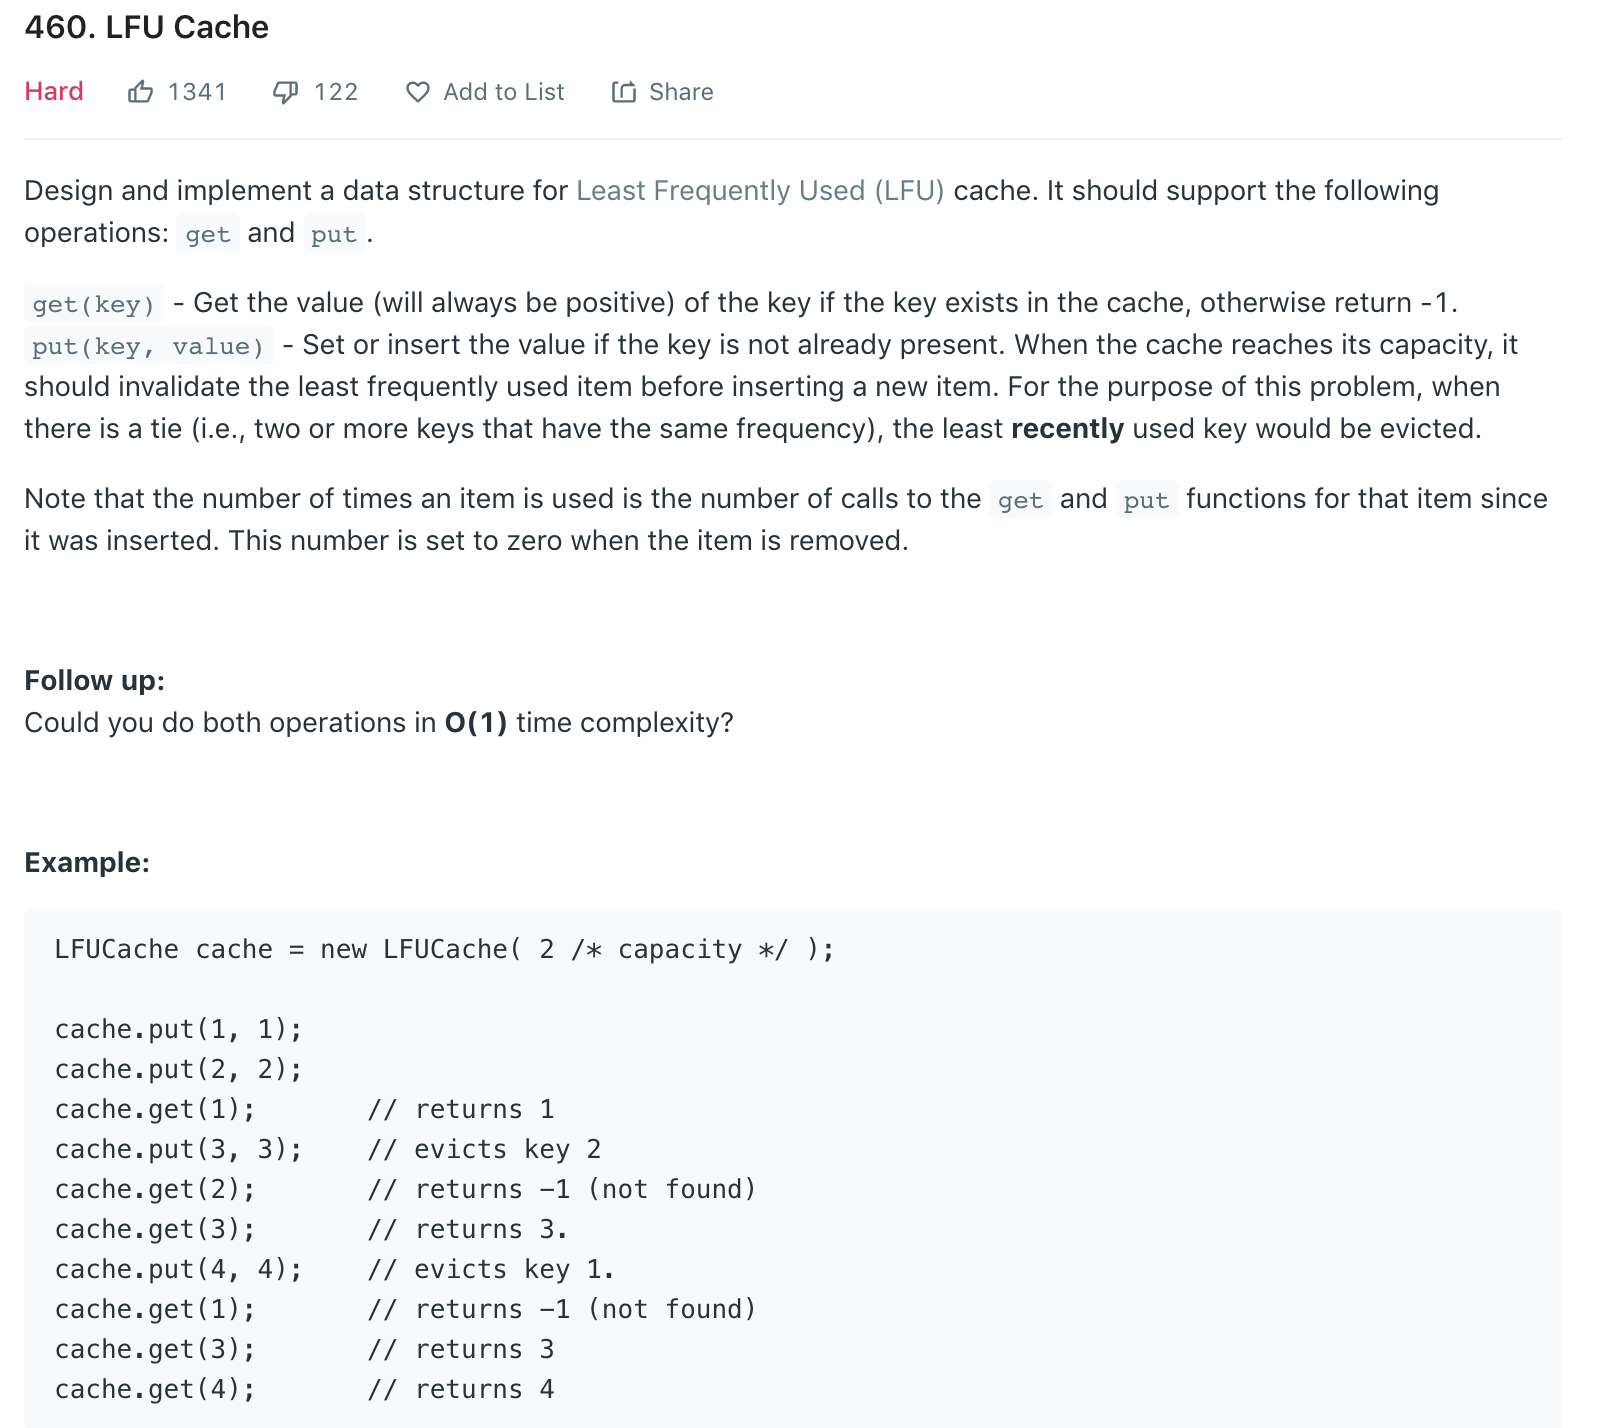 460. LFU Cache
Hard 1341 122 Add to List Share
Design and implement a data structure for Least Frequently Used (LFU) cache. It should support the following
operations: get and put .
get(key) - Get the value (will always be positive) of the key if the key exists in the cache, otherwise return -1.
put(key, value) - Set or insert the value if the key is not already present. When the cache reaches its capacity, it
should invalidate the least frequently used item before inserting a new item. For the purpose of this problem, when
there is a tie (i.e., two or more keys that have the same frequency), the least recently used key would be evicted.
Note that the number of times an item is used is the number of calls to the get and put functions for that item since
it was inserted. This number is set to zero when the item is removed.
Follow up:
Could you do both operations in O(1) time complexity?
Example:
LFUCache cache = new LFUCache( 2 /* capacity */ );
cache.put(1, 1);
cache.put(2, 2);
cache.get(1);       // returns 1
cache.put(3, 3);    // evicts key 2
cache.get(2);       // returns -1 (not found)
cache.get(3);       // returns 3.
cache.put(4, 4);    // evicts key 1.
cache.get(1);       // returns -1 (not found)
cache.get(3);       // returns 3
cache.get(4);       // returns 4